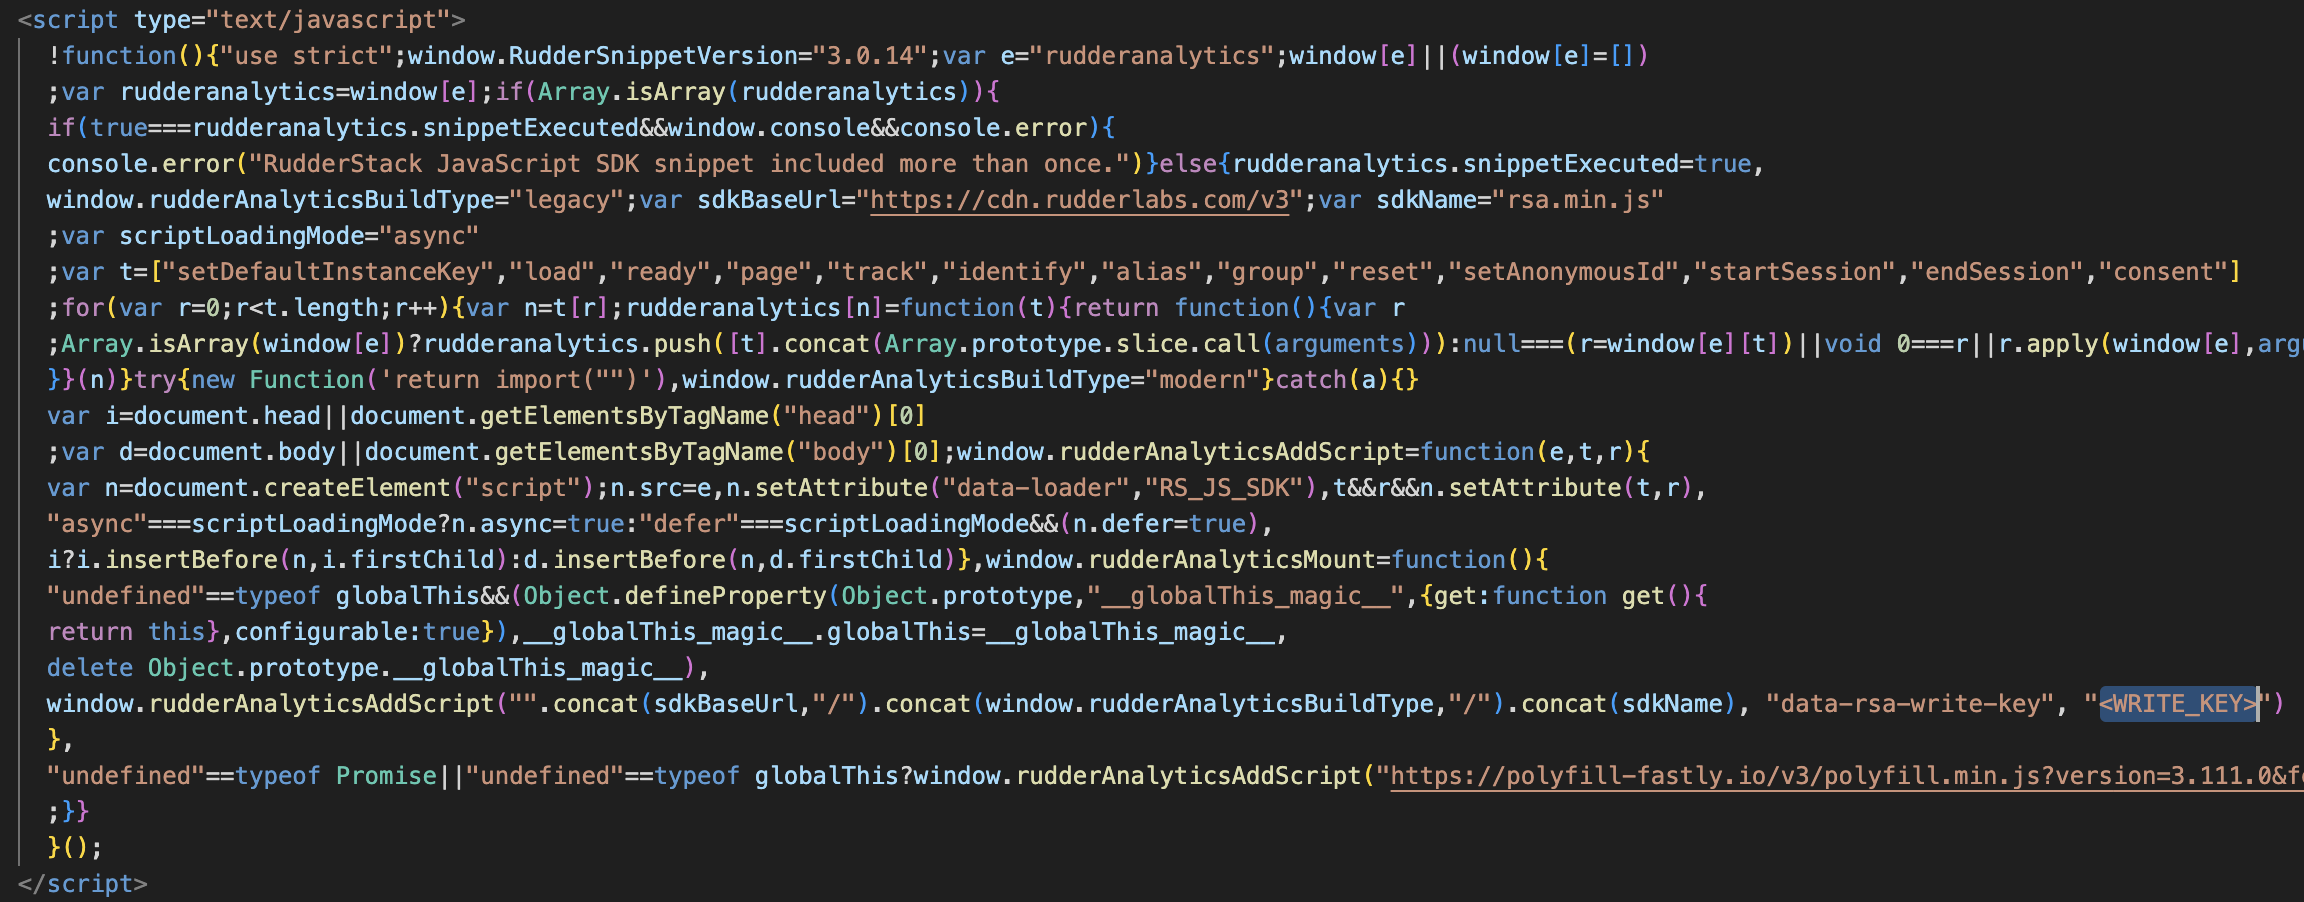 <script type="text/javascript">
!function(){"use strict";window.RudderSnippetVersion="3.0.14";var e="rudderanalytics";window[e]||(window[e]=[])
;var rudderanalytics=window[e];if(Array.isArray(rudderanalytics)){
if(true===rudderanalytics.snippetExecuted&&window.console&&console.error){
console.error("RudderStack JavaScript SDK snippet included more than once.")}else{rudderanalytics.snippetExecuted=true,
window.rudderAnalyticsBuildType="legacy";var sdkBaseUrl="https://cdn.rudderlabs.com/v3";var sdkName="rsa.min.js"
;var scriptLoadingMode="async"
;var t=["setDefaultInstanceKey","load","ready","page","track","identify","alias","group","reset","setAnonymousId","startSession","endSession","consent"]
;for(var r=0;r<t.length;r++){var n=t[r];rudderanalytics[n]=function(t){return function(){var r
;Array.isArray(window[e])?rudderanalytics.push([t].concat(Array.prototype.slice.call(arguments))):null===(r=window[e][t])||void 0===r||r.apply(window[e],argu
}}(n)}try{new Function('return import("")'),window.rudderAnalyticsBuildType="modern"}catch(a){}
var i=document.head||document.getElementsByTagName("head")[0]
;var d=document.body||document.getElementsByTagName("body")[0];window.rudderAnalyticsAddScript=function(e,t,r){
var n=document.createElement("script");n.src=e,n.setAttribute("data-loader","RS_JS_SDK"),t&&r&&n.setAttribute(t,r),
"async"===scriptLoadingMode?n.async=true:"defer"===scriptLoadingMode&&(n.defer=true),
i?i.insertBefore(n,i.firstChild):d.insertBefore(n,d.firstChild)},window.rudderAnalyticsMount=function(){
"undefined"==typeof globalThis&&(Object.defineProperty(Object.prototype,"__globalThis_magic__",{get:function get(){
return this},configurable:true}),__globalThis_magic__.globalThis=__globalThis_magic__,
delete Object.prototype.__globalThis_magic__),
window.rudderAnalyticsAddScript("".concat(sdkBaseUrl,"/").concat(window.rudderAnalyticsBuildType,"/").concat(sdkName), "data-rsa-write-key", "<WRITE_KEY>")
},
"undefined"==typeof Promise||"undefined"==typeof globalThis?window.rudderAnalyticsAddScript("https://polyfill-fastly.io/v3/polyfill.min.js?version=3.111.0&f
;}}
}();
</script>